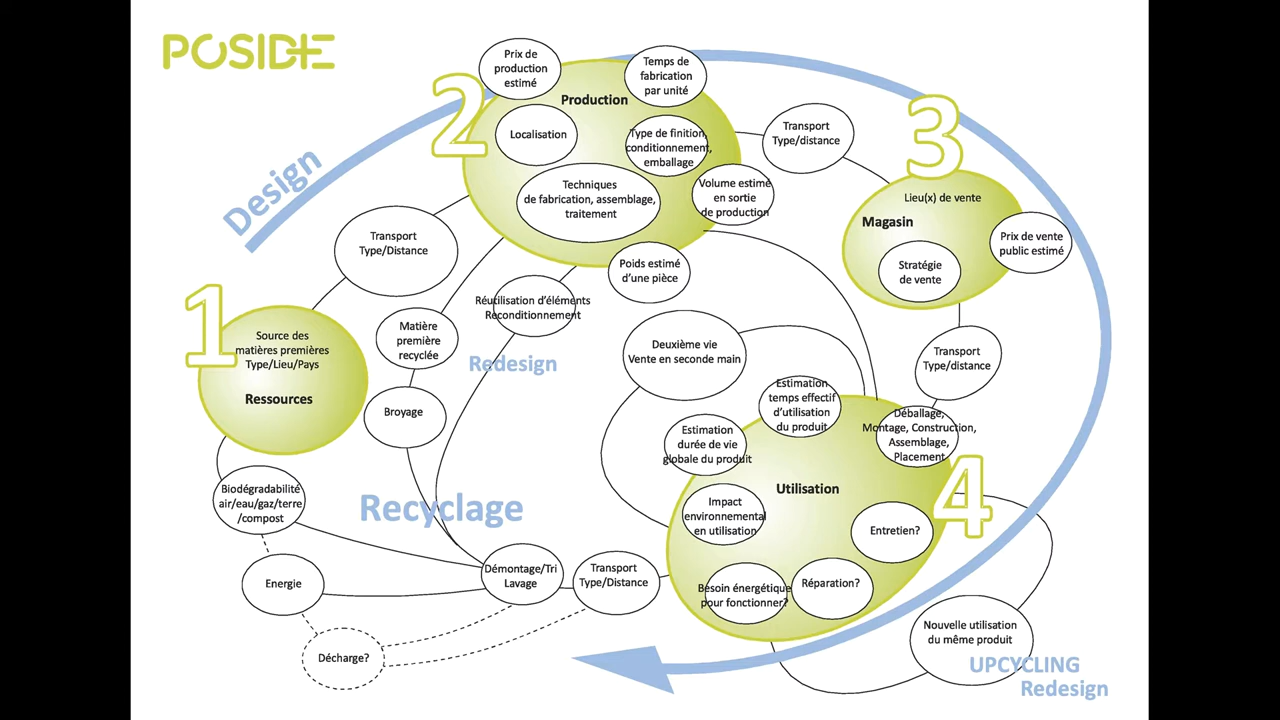 POSIDE
Design
1
Source des
matières premières
Type/Lieu/Pays
Ressources
Transport
Type/Distance
2
Production
Prix de
production
estimé
Temps de
fabrication
par unité
Localisation
Type de finition,
conditionnement,
emballage
Techniques
de fabrication, assemblage,
traitement
Volume estimé
en sortie
de production
Poids estimé
d'une pièce
Transport
Type/distance
3
Lieu(x) de vente
Magasin
Stratégie
de vente
Prix de vente
public estimé
Transport
Type/distance
4
Utilisation
Déballage,
Montage, Construction,
Assemblage,
Placement
Estimation
temps effectif
d'utilisation
du produit
Estimation
durée de vie
globale du produit
Impact
environnemental
en utilisation
Besoin énergétique
pour fonctionner?
Réparation?
Entretien?
Deuxième vie
Vente en seconde main
Nouvelle utilisation
du même produit
UPCYCLING
Redesign
Réutilisation d'éléments
Reconditionnement
Redesign
Matière
première
recyclée
Broyage
Recyclage
Transport
Type/Distance
Démontage/Tri
Lavage
Biodégradabilité
air/eau/gaz/terre
/compost
Energie
Décharge?